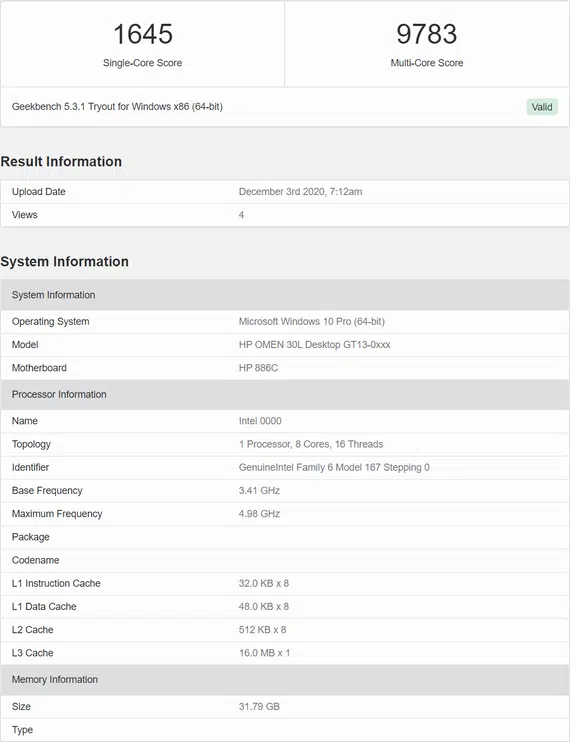 1645 9783
Single-Core Score Multi-Core Score
Geekbench 5.3.1 Tryout for Windows x86 (64-bit) Valid
Result Information
Upload Date December 3rd 2020, 7:12am
Views 4
System Information
System Information
Operating System Microsoft Windows 10 Pro (64-bit)
Model HP OMEN 30L Desktop GT13-0xxx
Motherboard HP 886C
Processor Information
Name Intel 0000
Topology 1 Processor, 8 Cores, 16 Threads
Identifier GenuineIntel Family 6 Model 167 Stepping 0
Base Frequency 3.41 GHz
Maximum Frequency 4.98 GHz
Package
Codename
L1 Instruction Cache 32.0 KB x 8
L1 Data Cache 48.0 KB x 8
L2 Cache 512 KB x 8
L3 Cache 16.0 MB x 1
Memory Information
Size 31.79 GB
Type